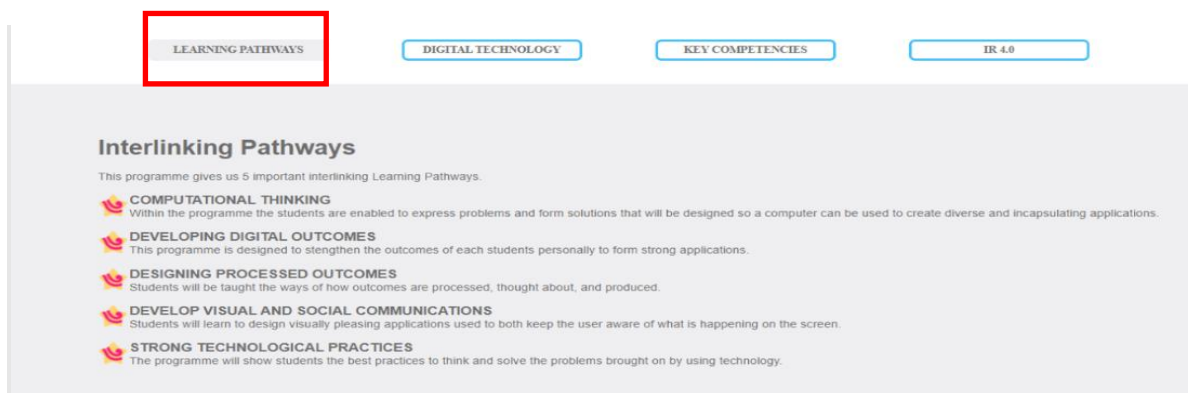 LEARNING PATHWAYS DIGITAL TECHNOLOGY KEY COMPETENCIES IR 4.0
Interlinking Pathways
This programme gives us 5 important interlinking Learning Pathways.
COMPUTATIONAL THINKING
Within the programme the students are enabled to express problems and form solutions that will be designed so a computer can be used to create diverse and incapsulating applications.
DEVELOPING DIGITAL OUTCOMES
This programme is designed to stengthen the outcomes of each students personally to form strong applications.
DESIGNING PROCESSED OUTCOMES
Students will be taught the ways of how outcomes are processed, thought about, and produced.
DEVELOP VISUAL AND SOCIAL COMMUNICATIONS
Students will learn to design visually pleasing applications used to both keep the user aware of what is happening on the screen.
STRONG TECHNOLOGICAL PRACTICES
The programme will show students the best practices to think and solve the problems brought on by using technology.